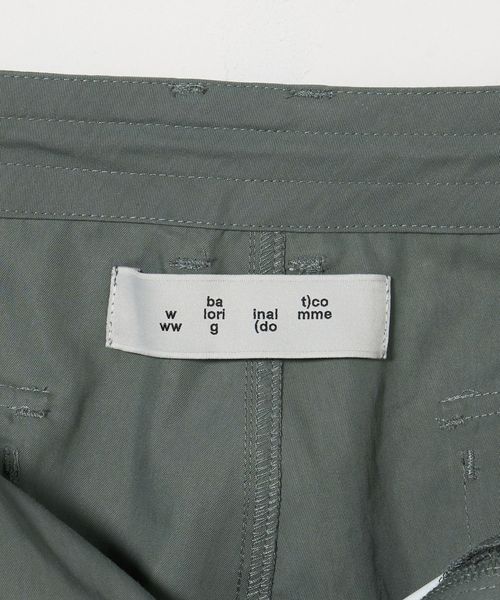 ba t)co
w lori inal mme
ww g (do